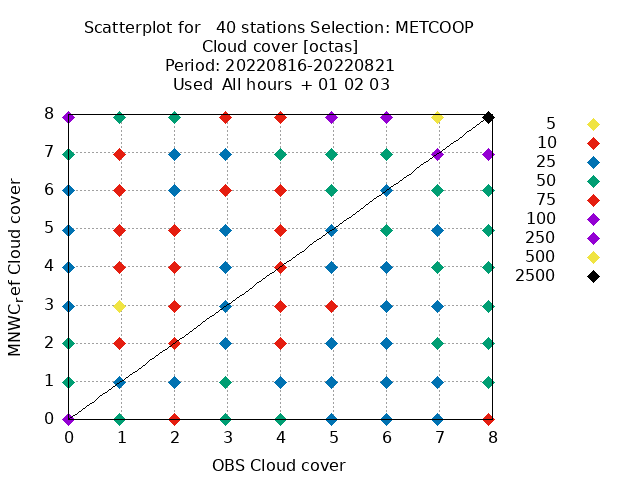 Scatterplot for   40 stations Selection: METCOOP
Cloud cover [octas]
Period: 20220816-20220821
Used  All hours  + 01 02 03
MNWC_ref Cloud cover
8
7
6
5
4
3
2
1
0
0 1 2 3 4 5 6 7 8
OBS Cloud cover
5
10
25
50
75
100
250
500
2500